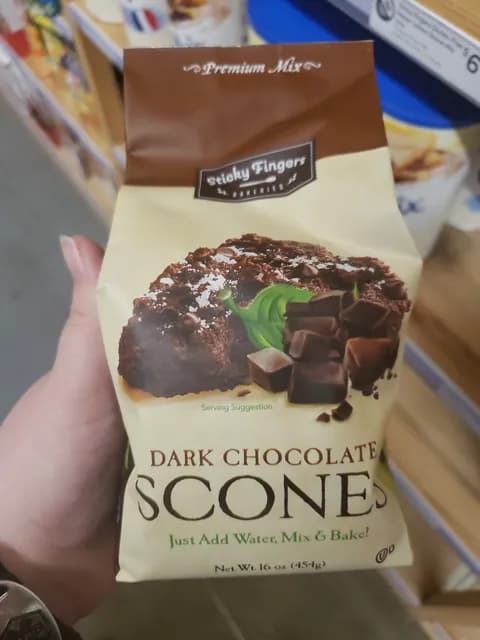 Premium Mix
Sticky Fingers
BAKERIES
Serving Suggestion
DARK CHOCOLATE
SCONES
Just Add Water, Mix & Bake!
Net. Wt. 16 oz (454g)
U D
$6